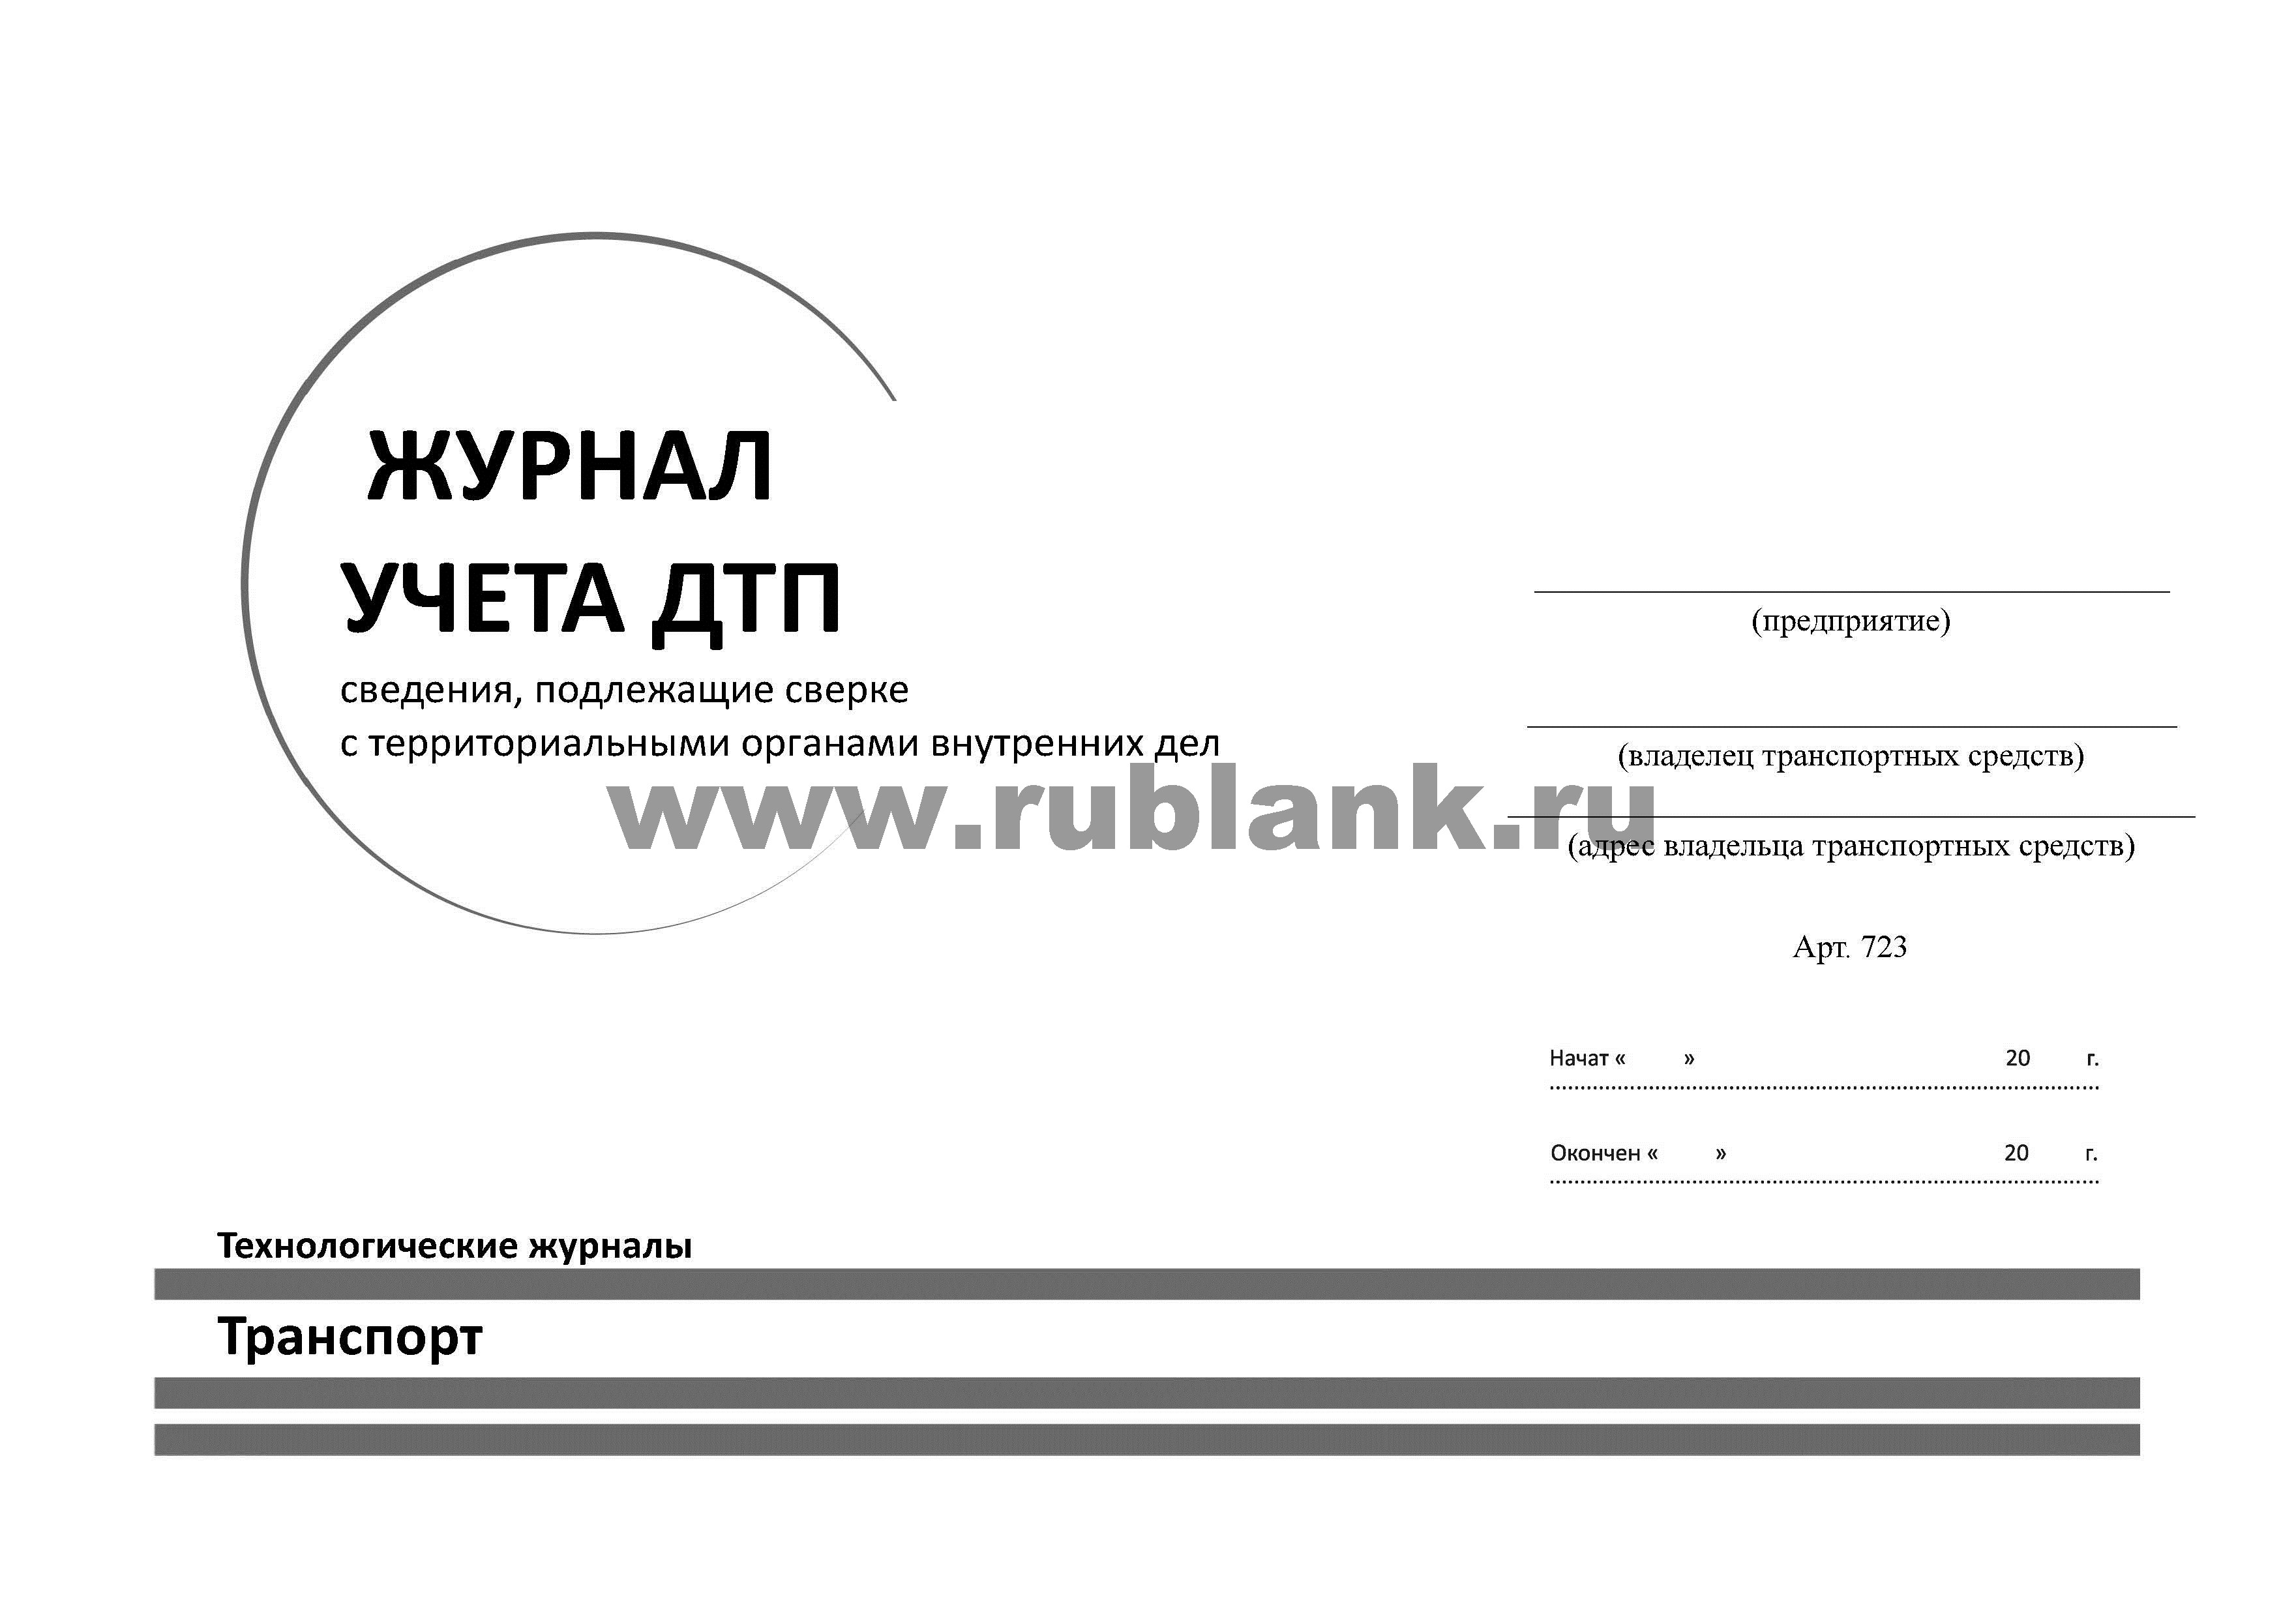 ЖУРНАЛ
УЧЕТА ДТП
сведения, подлежащие сверке
с территориальными органами внутренних дел
www.rublank.ru
(предприятие)
(владелец транспортных средств)
(адрес владельца транспортных средств)
Арт. 723
Начат « » 20 г.
Окончен « » 20 г.
Технологические журналы
Транспорт